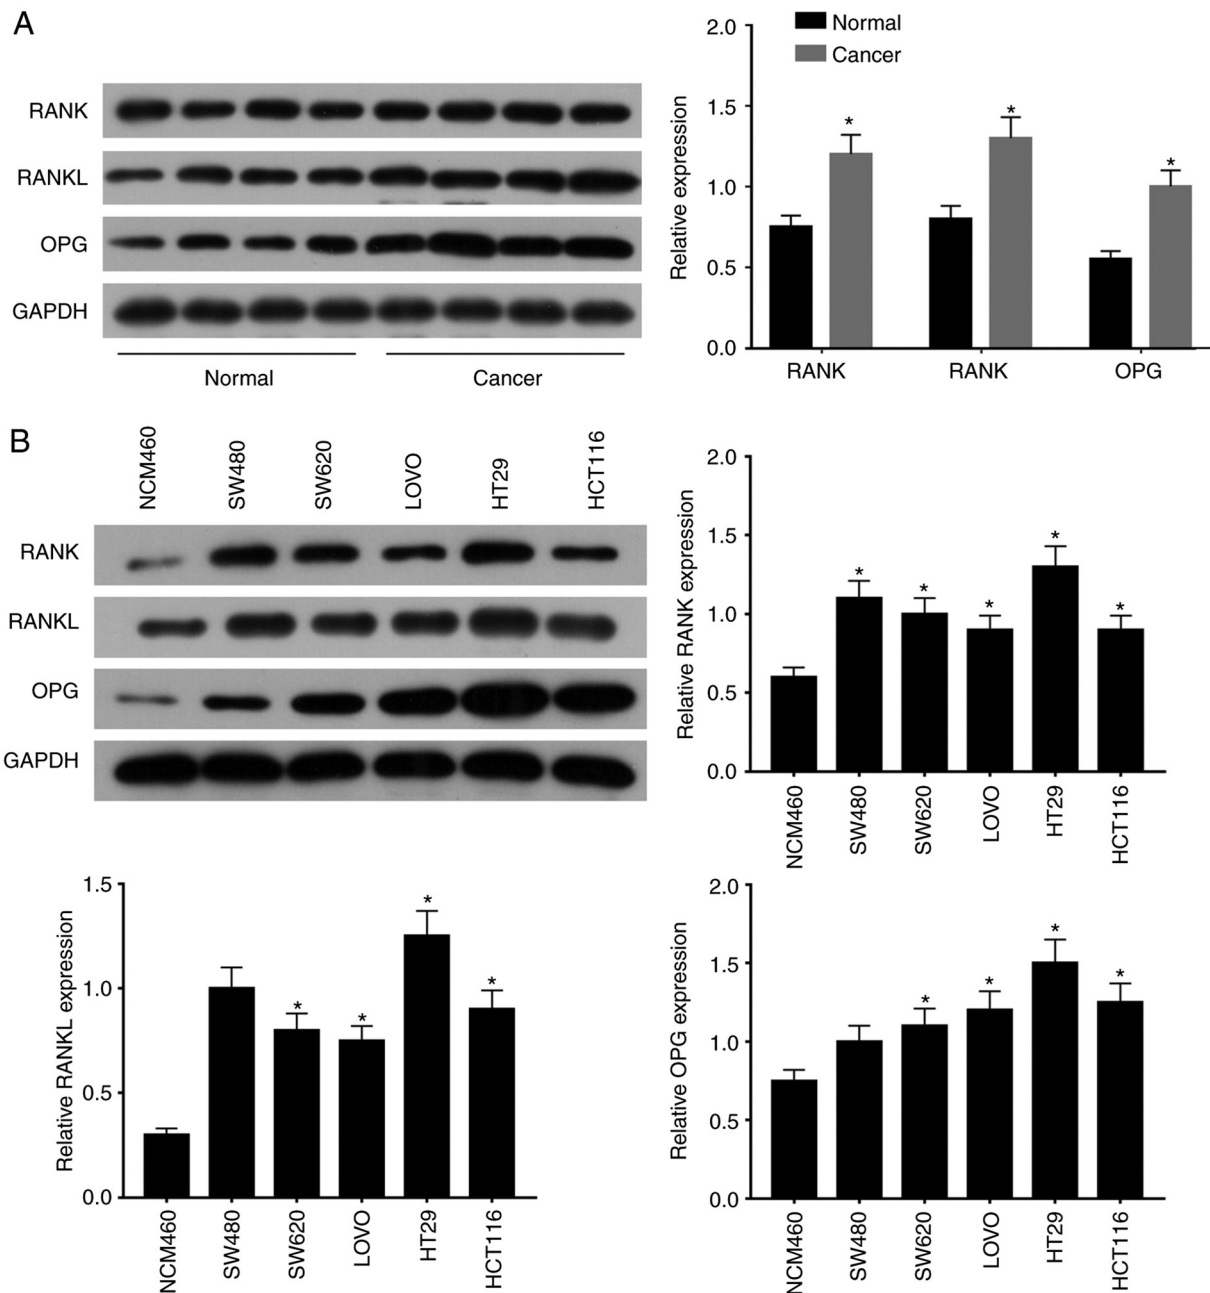 A
RANK
RANKL
OPG
GAPDH
Normal
Cancer
Normal
Cancer
Relative expression
2.0
1.5
1.0
0.5
0.0
*
*
*
RANK
RANK
OPG
B
NCM460
SW480
SW620
LOVO
HT29
HCT116
RANK
RANKL
OPG
GAPDH
Relative RANK expression
2.0
1.5
1.0
0.5
0.0
*
*
*
*
*
NCM460
SW480
SW620
LOVO
HT29
HCT116
Relative RANKL expression
1.5
1.0
0.5
0.0
*
*
*
*
NCM460
SW480
SW620
LOVO
HT29
HCT116
Relative OPG expression
2.0
1.5
1.0
0.5
0.0
*
*
*
*
NCM460
SW480
SW620
LOVO
HT29
HCT116